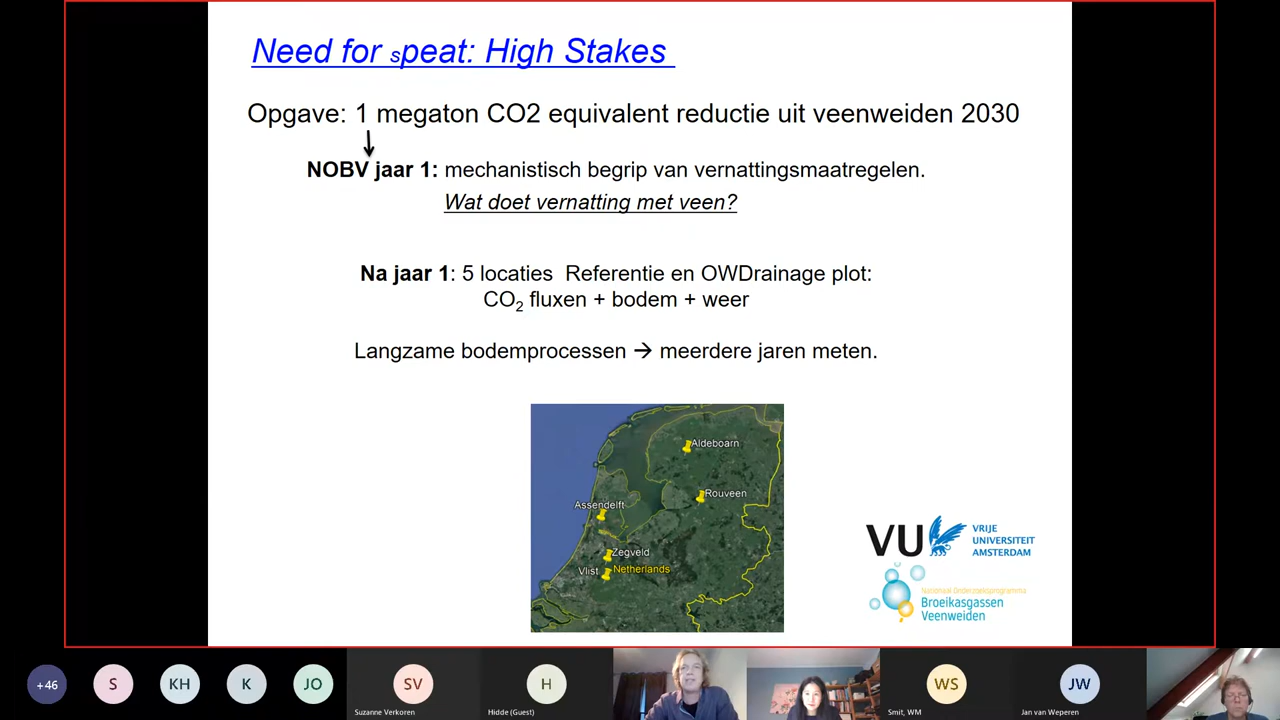 Need for speat: High Stakes
Opgave: 1 megaton CO2 equivalent reductie uit veenweiden 2030
NOBV jaar 1: mechanistisch begrip van vernattingsmaatregelen.
Wat doet vernatting met veen?
Na jaar 1: 5 locaties Referentie en OWDrainage plot:
CO2 fluxen + bodem + weer
Langzame bodemprocessen → meerdere jaren meten.
Aldeboarn
Rouveen
Assendelft
Zegveld
Vlist
Netherlands
VU
VRIJE
UNIVERSITEIT
AMSTERDAM
Nationaal Onderzoeksprogramma
Broeikasgassen
Veenweiden
+46
S
KH
K
JO
SV
Suzanne Verkoren
H
Hidde (Guest)
WS
Smit, WM
JW
Jan van Weperen